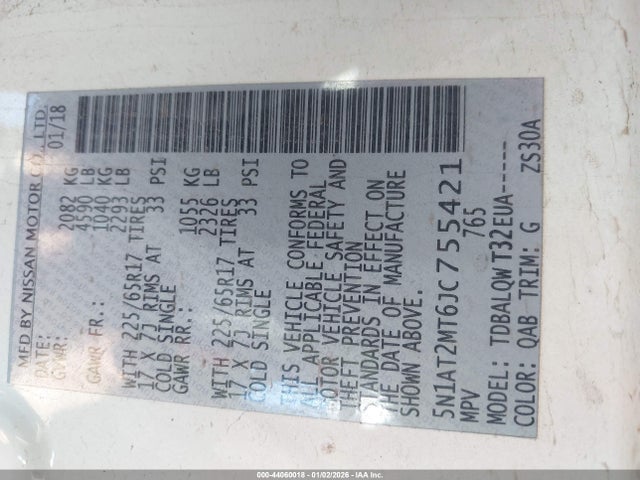 MFD BY NISSAN MOTOR CO., LTD.
DATE: 01/18
GVWR: 2082 KG
4590 LB
GAWR FR.: 1040 KG
2293 LB
WITH 225/65R17 TIRES
17 X 7J RIMS AT 33 PSI
COLD SINGLE
GAWR RR.: 1055 KG
2326 LB
WITH 225/65R17 TIRES
17 X 7J RIMS AT 33 PSI
COLD SINGLE
THIS VEHICLE CONFORMS TO
ALL APPLICABLE FEDERAL
MOTOR VEHICLE SAFETY AND
THEFT PREVENTION
STANDARDS IN EFFECT ON
THE DATE OF MANUFACTURE
SHOWN ABOVE.
5N1AT2MT6JC755421
MPV 765
MODEL: TDBALQWT32EUA-----
COLOR: QAB TRIM: G ZS30A
000-44060018 - 01/02/2026 - IAA Inc.